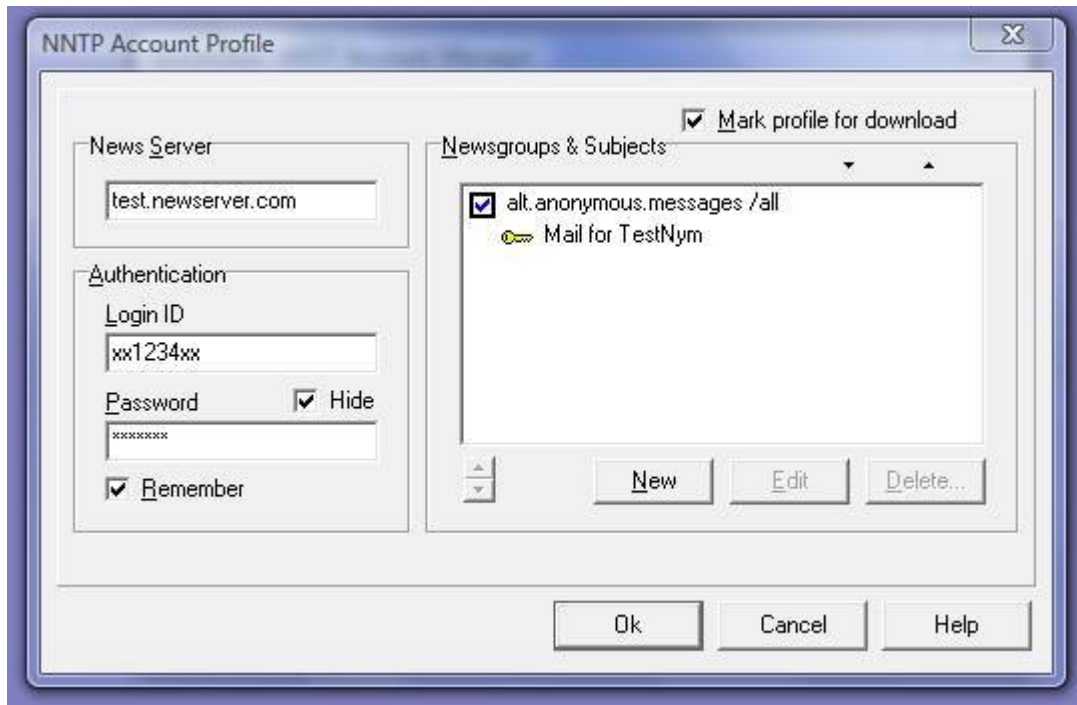 NNTP Account Profile
Mark profile for download
News Server
test.newserver.com
Authentication
Login ID
xx1234xx
Password
Hide
×××××××
Remember
Newsgroups & Subjects
alt.anonymous.messages /all
Mail for TestNym
New
Edit
Delete...
Ok
Cancel
Help